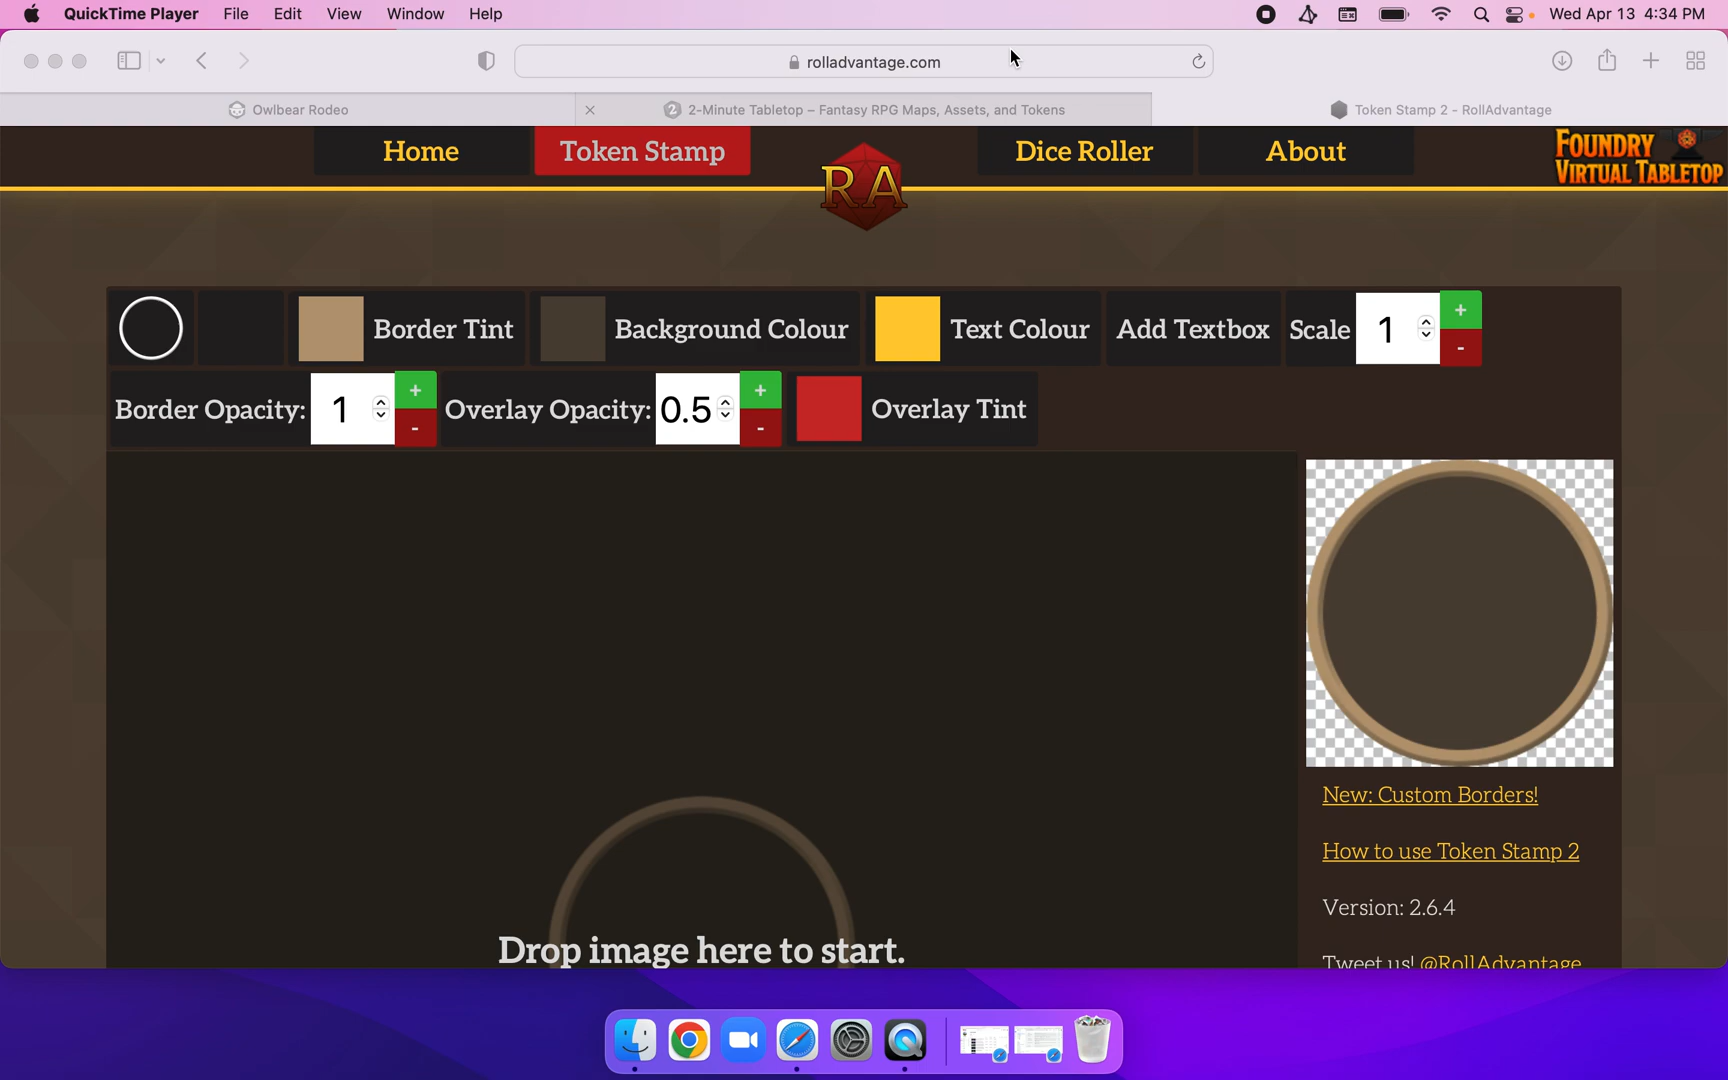 QuickTime Player File Edit View Window Help Wed Apr 13 4:34 PM
rolladvantage.com
Owlbear Rodeo 2-Minute Tabletop – Fantasy RPG Maps, Assets, and Tokens Token Stamp 2 - RollAdvantage
Home Token Stamp RA Dice Roller About
FOUNDRY
VIRTUAL TABLETOP
Border Tint Background Colour Text Colour Add Textbox Scale 1 + -
Border Opacity: 1 + - Overlay Opacity: 0.5 + - Overlay Tint
New: Custom Borders!
How to use Token Stamp 2
Version: 2.6.4
Drop image here to start.
Tweet us! @RollAdvantage